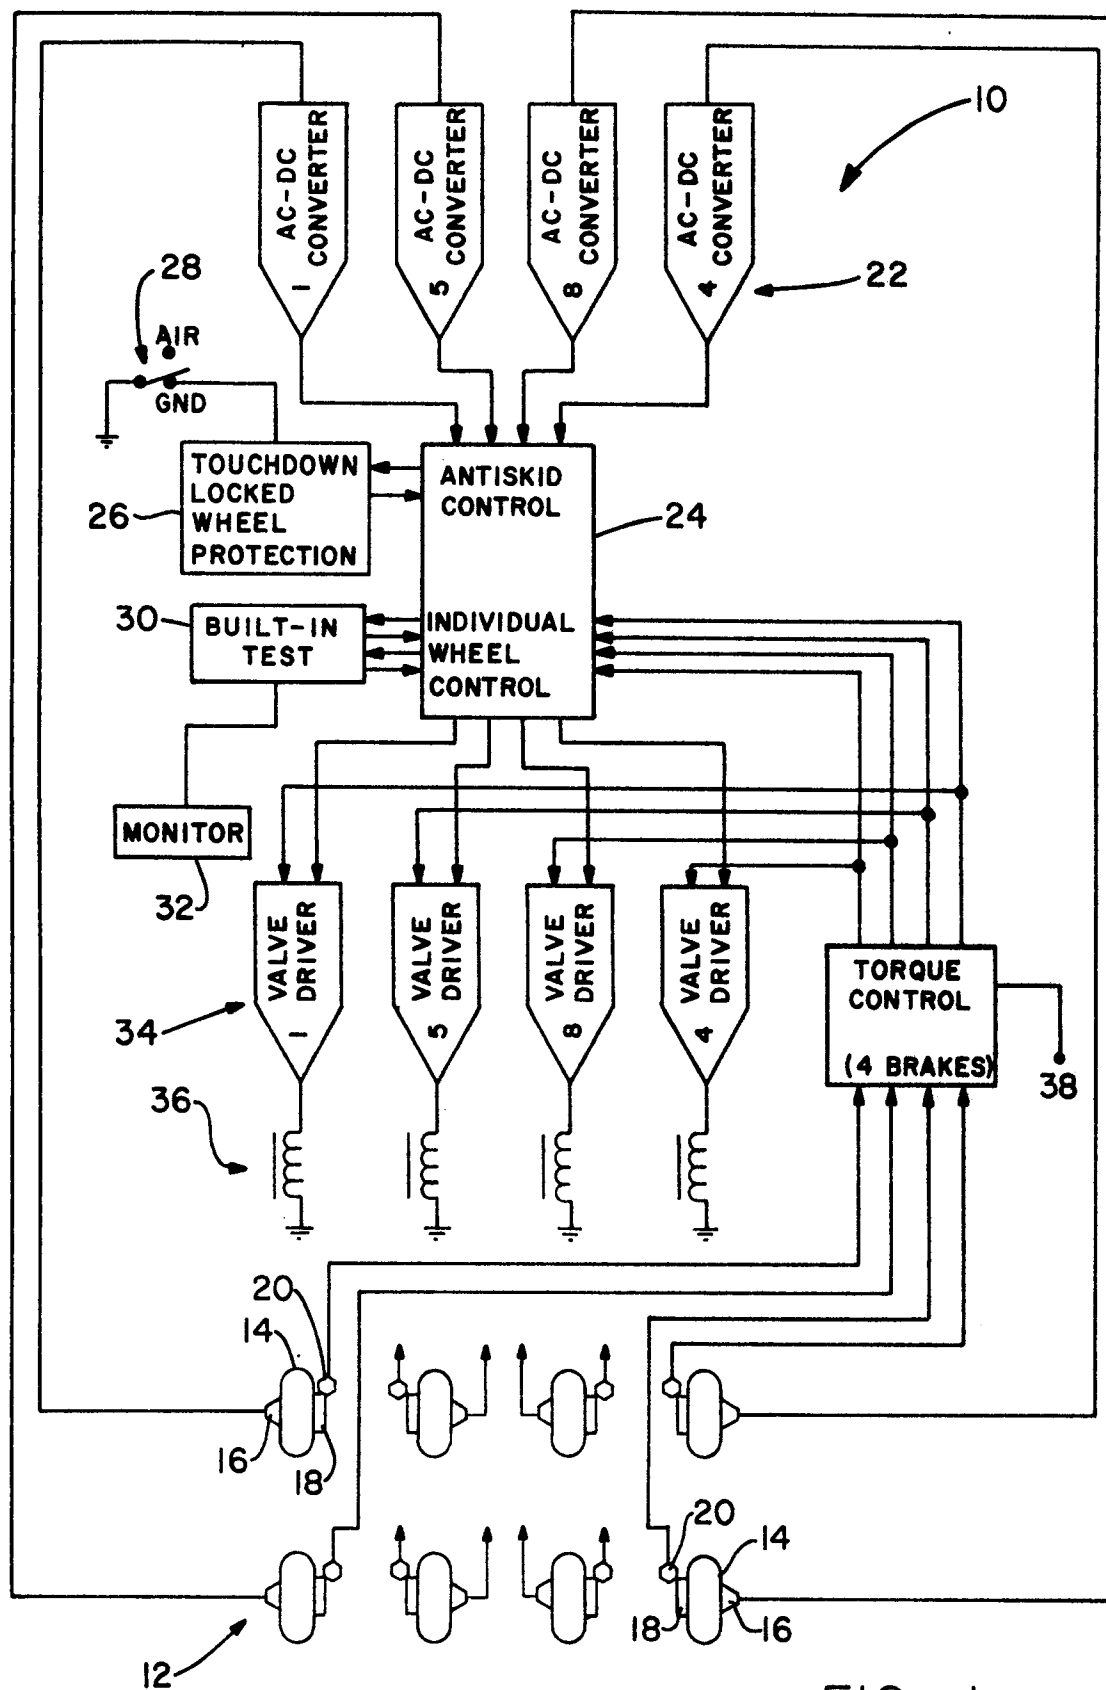 10
AC-DC CONVERTER
1
AC-DC CONVERTER
5
AC-DC CONVERTER
8
AC-DC CONVERTER
4
22
28
AIR
GND
TOUCHDOWN
LOCKED
WHEEL
PROTECTION
26
ANTISKID
CONTROL
24
30
BUILT-IN
TEST
INDIVIDUAL
WHEEL
CONTROL
MONITOR
32
VALVE DRIVER
1
VALVE DRIVER
5
VALVE DRIVER
8
VALVE DRIVER
4
34
TORQUE
CONTROL
(4 BRAKES)
38
36
20
14
16
18
20
14
18
16
12